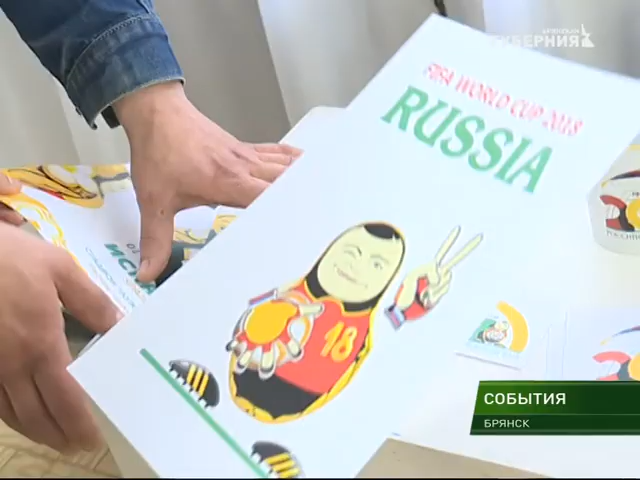 БРЯНСКАЯ
ГУБЕРНИЯ
FIFA WORLD CUP 2018
RUSSIA
18
СОБЫТИЯ
БРЯНСК